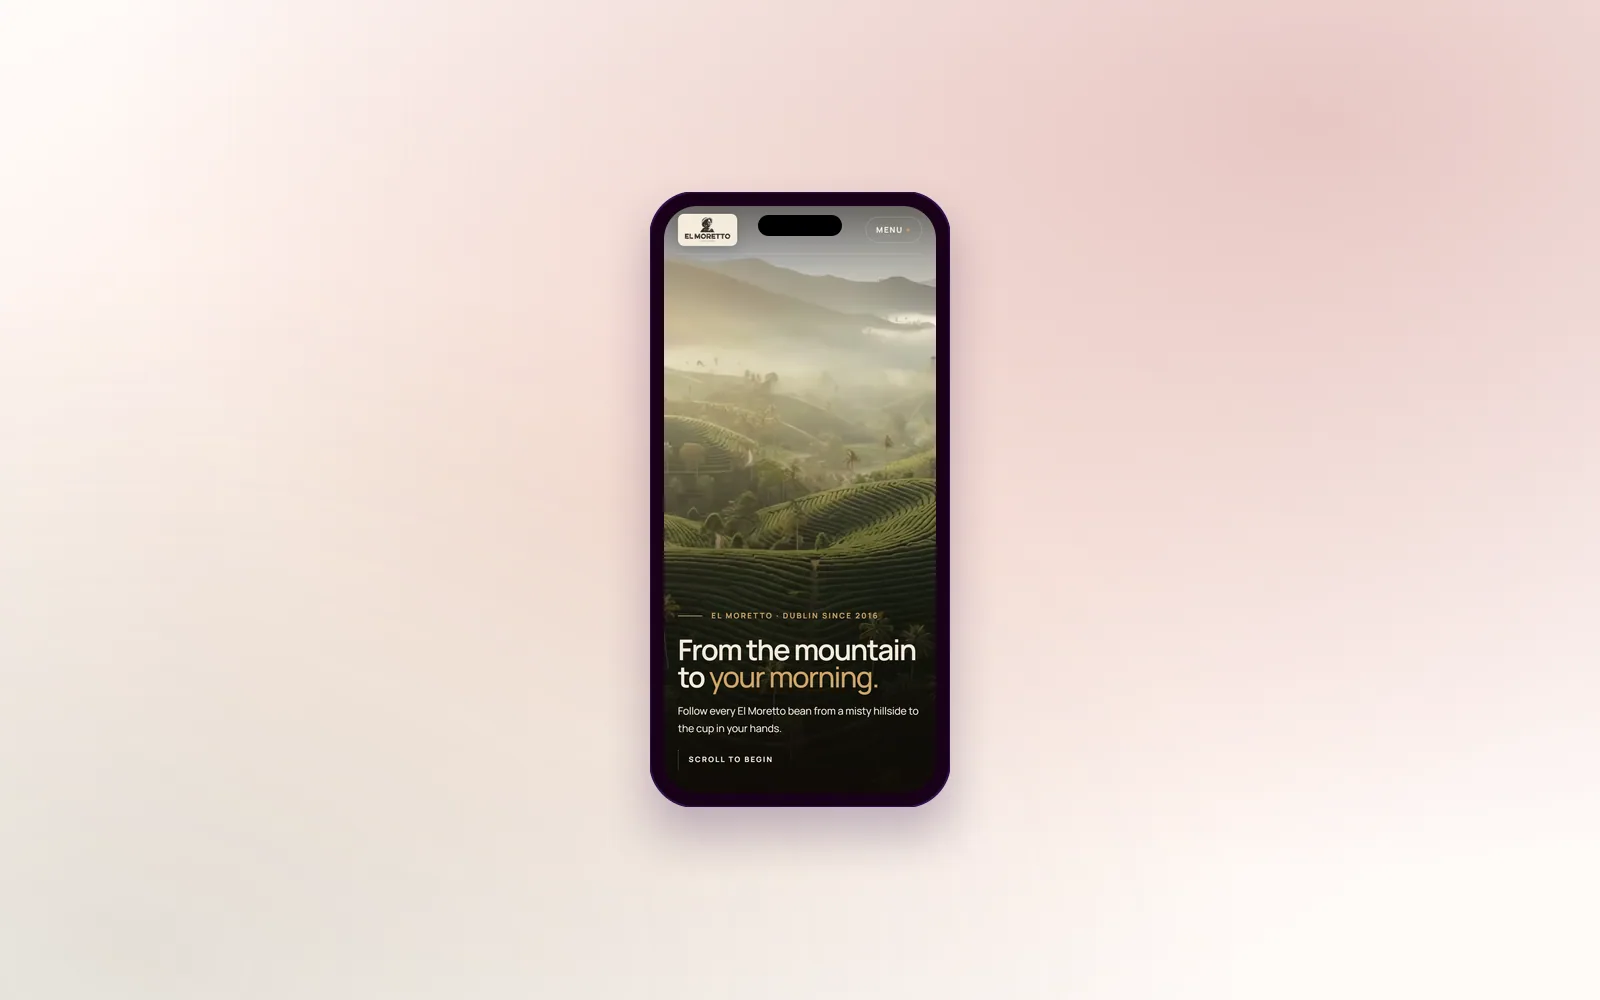 EL MORETTO
MENU
EL MORETTO · DUBLIN SINCE 2016
From the mountain
to your morning.
Follow every El Moretto bean from a misty hillside to
the cup in your hands.
SCROLL TO BEGIN